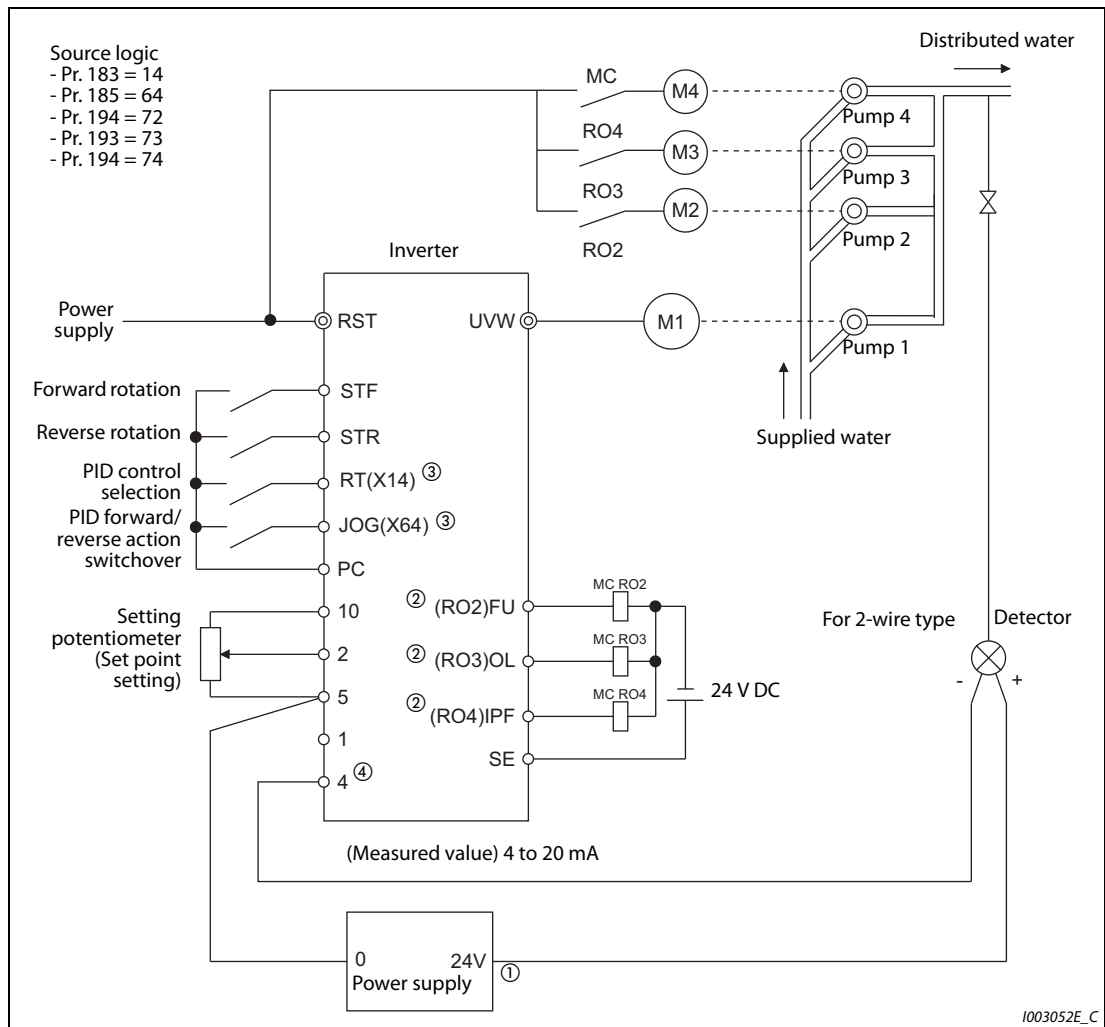 Source logic
- Pr. 183 = 14
- Pr. 185 = 64
- Pr. 194 = 72
- Pr. 193 = 73
- Pr. 194 = 74
Distributed water
MC
M4
Pump 4
RO4
M3
Pump 3
RO3
M2
Pump 2
RO2
Inverter
Power
supply
RST
UVW
M1
Pump 1
Supplied water
Forward rotation
STF
Reverse rotation
STR
PID control
selection
RT(X14) ③
PID forward/
reverse action
switchover
JOG(X64) ③
PC
Setting
potentiometer
(Set point
setting)
10
2
5
1
4 ④
② (RO2)FU
MC RO2
② (RO3)OL
MC RO3
② (RO4)IPF
MC RO4
SE
24 V DC
For 2-wire type
Detector
- +
(Measured value) 4 to 20 mA
0 24V ①
Power supply
I003052E_C